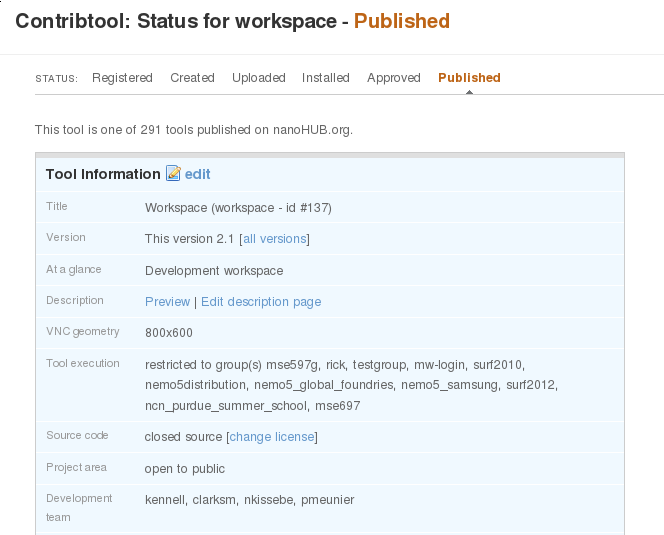 Contribtool: Status for workspace - Published
STATUS: Registered Created Uploaded Installed Approved Published
This tool is one of 291 tools published on nanoHUB.org.
Tool Information edit
Title Workspace (workspace - id #137)
Version This version 2.1 [all versions]
At a glance Development workspace
Description Preview | Edit description page
VNC geometry 800x600
Tool execution restricted to group(s) mse597g, rick, testgroup, mw-login, surf2010,
nemo5distribution, nemo5_global_foundries, nemo5_samsung, surf2012,
ncn_purdue_summer_school, mse697
Source code closed source [change license]
Project area open to public
Development kennell, clarksm, nkissebe, pmeunier
team